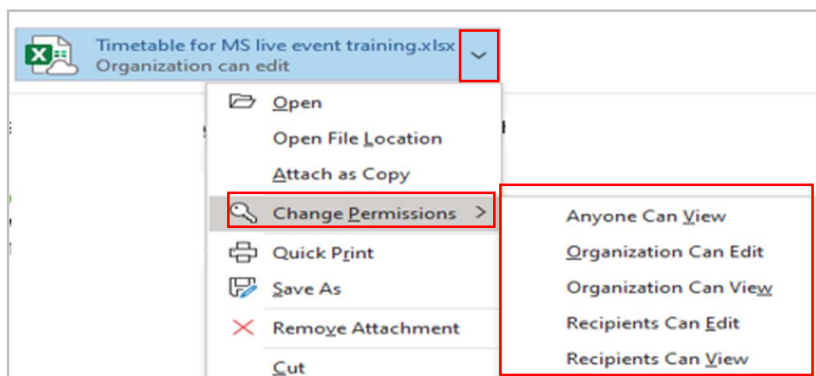 Timetable for MS live event training.xlsx
Organization can edit
Open
Open File Location
Attach as Copy
Change Permissions
Quick Print
Save As
Remove Attachment
Cut
Anyone Can View
Organization Can Edit
Organization Can View
Recipients Can Edit
Recipients Can View